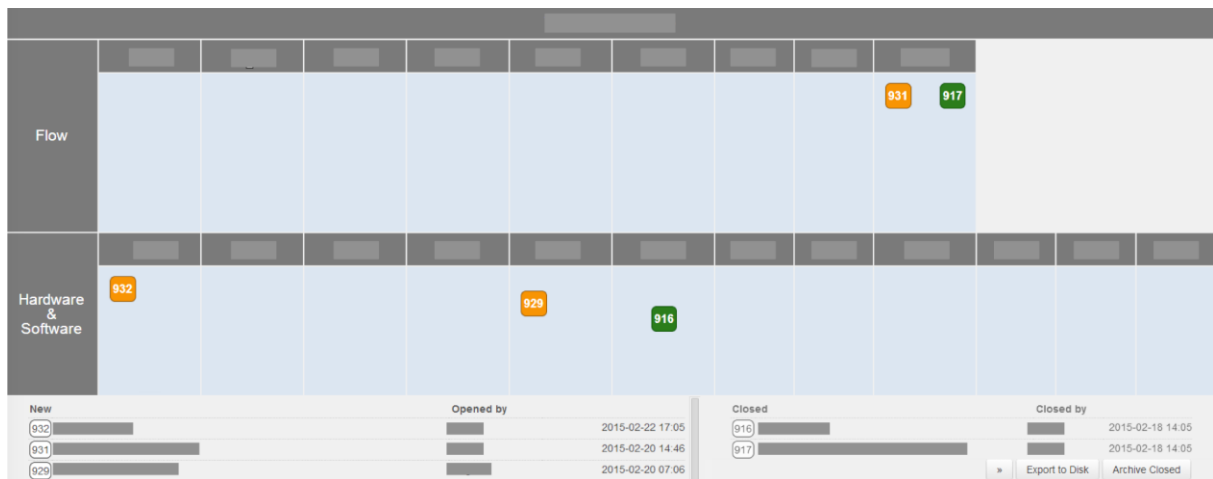 Flow
931 917
Hardware
&
Software
932
929
916
New Opened by
932 2015-02-22 17:05
931 2015-02-20 14:46
929 2015-02-20 07:06
Closed Closed by
916 2015-02-18 14:05
917 2015-02-18 14:05
» Export to Disk Archive Closed